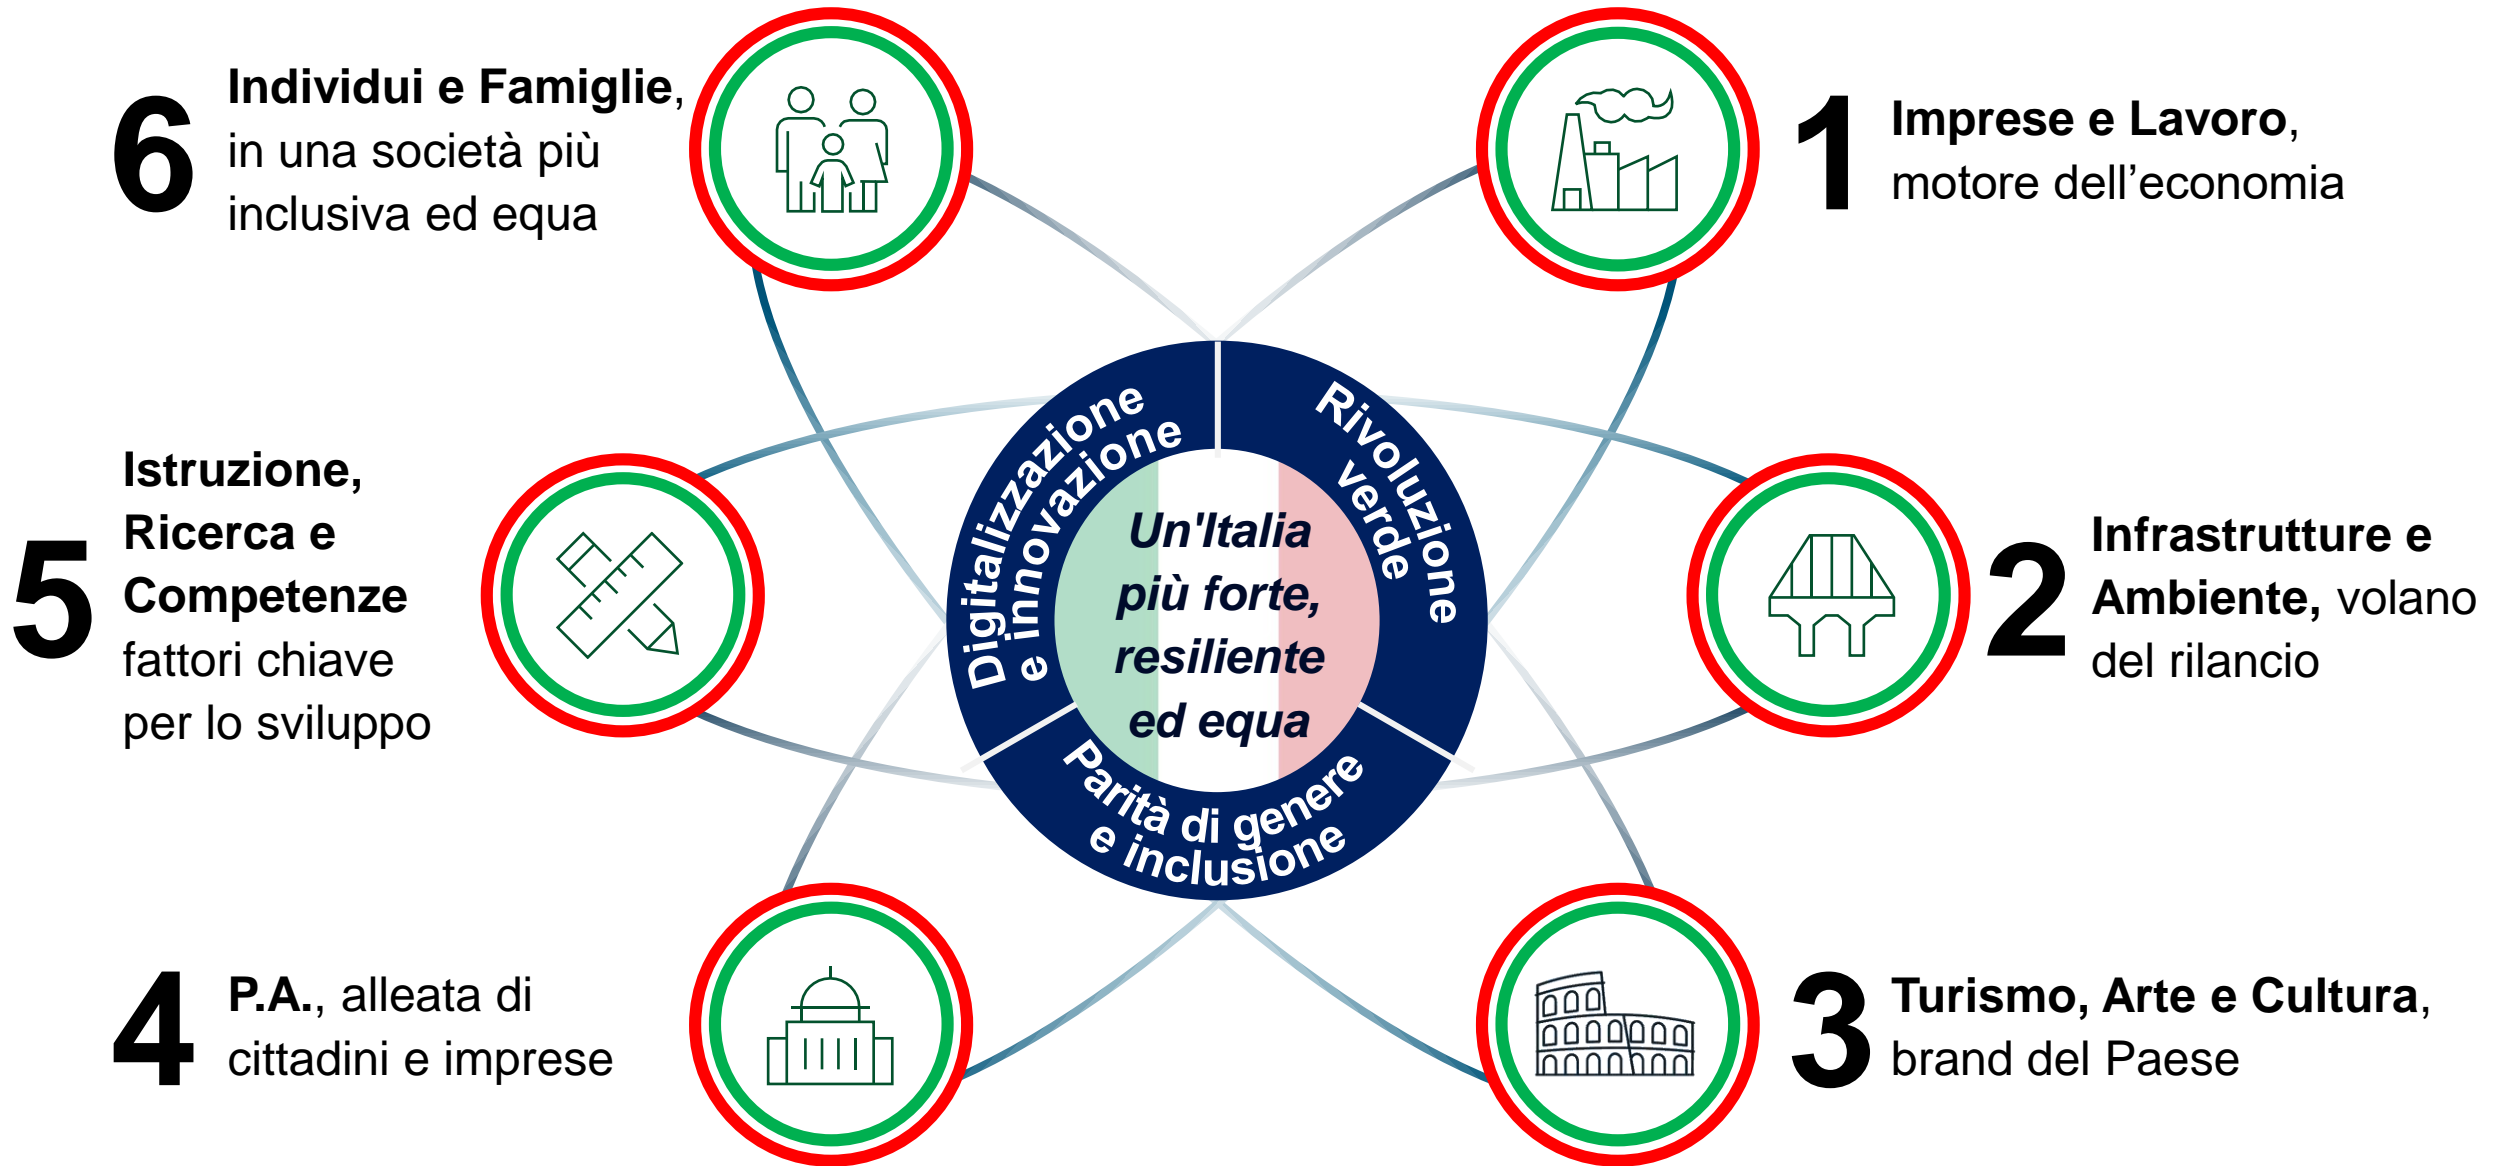 1
Imprese e Lavoro,
motore dell’economia
2
Infrastrutture e
Ambiente, volano
del rilancio
3
Turismo, Arte e Cultura,
brand del Paese
4
P.A., alleata di
cittadini e imprese
5
Istruzione,
Ricerca e
Competenze
fattori chiave
per lo sviluppo
6
Individui e Famiglie,
in una società più
inclusiva ed equa
Digitalizzazione
e innovazione
Rivoluzione
verde
Parità di genere
e inclusione
Un'Italia
più forte,
resiliente
ed equa